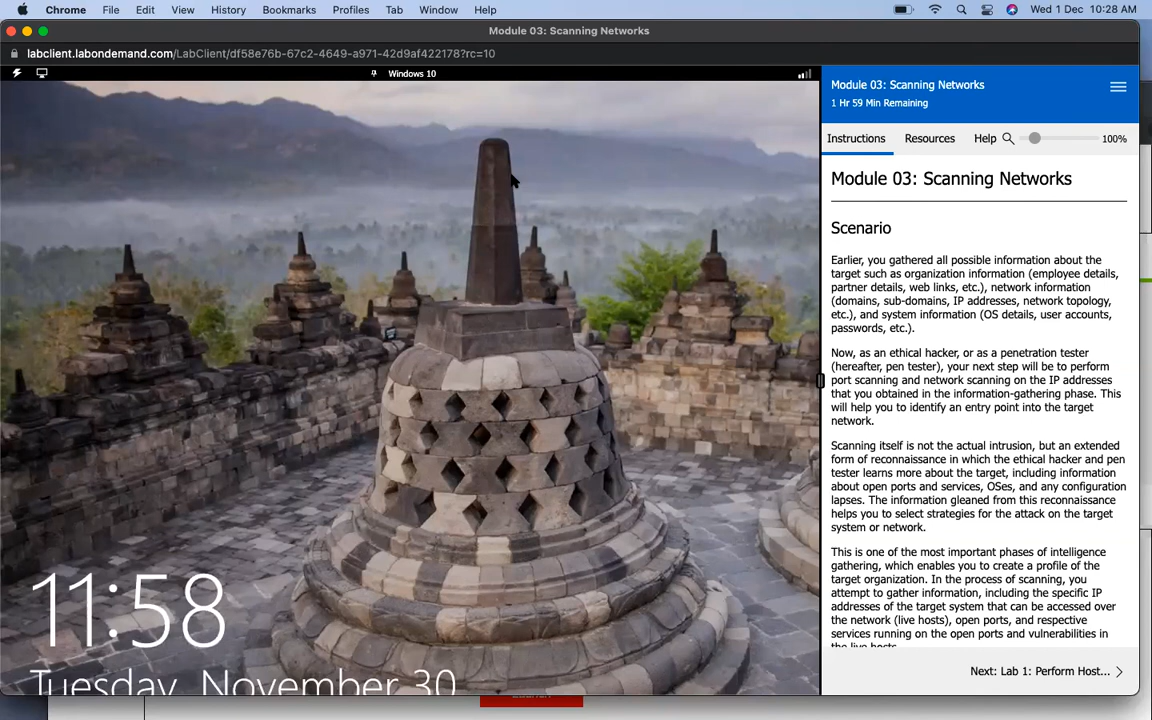 Chrome File Edit View History Bookmarks Profiles Tab Window Help Wed 1 Dec 10:28 AM
Module 03: Scanning Networks
labclient.labondemand.com/LabClient/df58e76b-67c2-4649-a971-42d9af422178?rc=10
Windows 10
Module 03: Scanning Networks
1 Hr 59 Min Remaining
Instructions Resources Help 100%
Module 03: Scanning Networks
Scenario
Earlier, you gathered all possible information about the
target such as organization information (employee details,
partner details, web links, etc.), network information
(domains, sub-domains, IP addresses, network topology,
etc.), and system information (OS details, user accounts,
passwords, etc.).
Now, as an ethical hacker, or as a penetration tester
(hereafter, pen tester), your next step will be to perform
port scanning and network scanning on the IP addresses
that you obtained in the information-gathering phase. This
will help you to identify an entry point into the target
network.
Scanning itself is not the actual intrusion, but an extended
form of reconnaissance in which the ethical hacker and pen
tester learns more about the target, including information
about open ports and services, OSes, and any configuration
lapses. The information gleaned from this reconnaissance
helps you to select strategies for the attack on the target
system or network.
This is one of the most important phases of intelligence
gathering, which enables you to create a profile of the
target organization. In the process of scanning, you
attempt to gather information, including the specific IP
addresses of the target system that can be accessed over
the network (live hosts), open ports, and respective
services running on the open ports and vulnerabilities in
the live hosts.
Next: Lab 1: Perform Host...
11:58
Tuesday, November 30